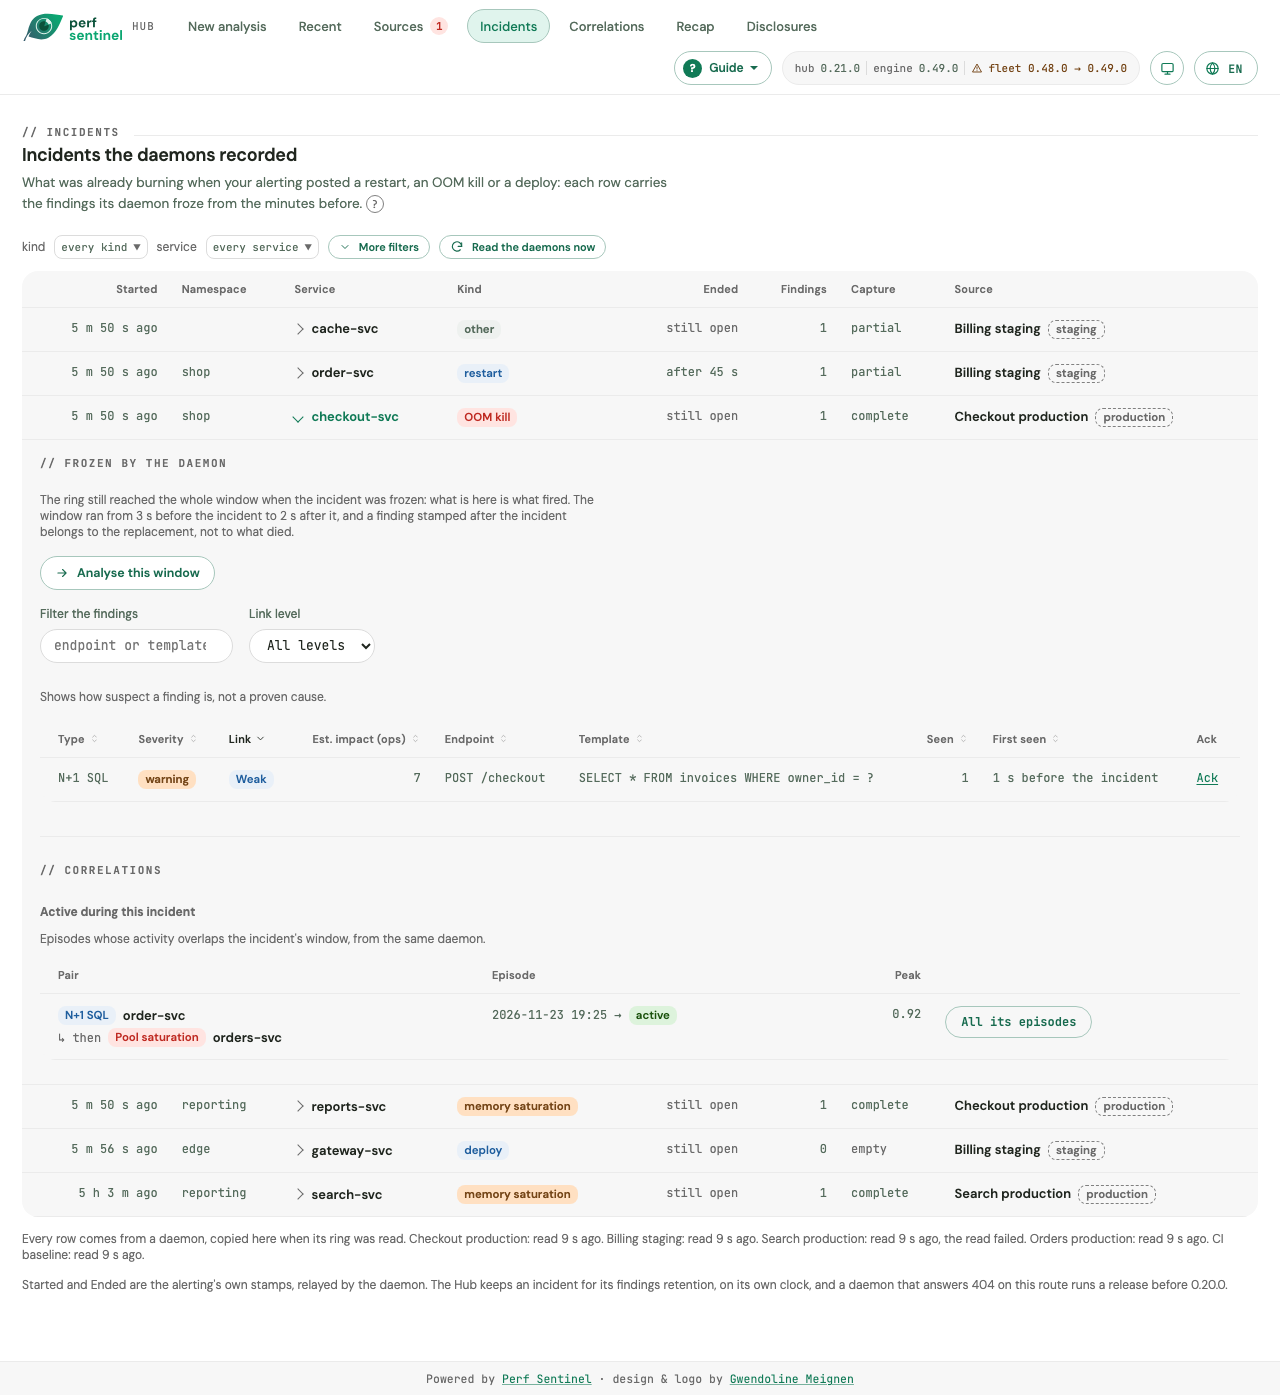 perf sentinel HUB New analysis Recent Sources 1 Incidents Correlations Recap Disclosures
? Guide hub 0.21.0 engine 0.49.0 fleet 0.48.0 → 0.49.0 EN
// INCIDENTS
Incidents the daemons recorded
What was already burning when your alerting posted a restart, an OOM kill or a deploy: each row carries
the findings its daemon froze from the minutes before. ?
kind every kind ▼ service every service ▼ More filters Read the daemons now
Started Namespace Service Kind Ended Findings Capture Source
5 m 50 s ago cache-svc other still open 1 partial Billing staging staging
5 m 50 s ago shop order-svc restart after 45 s 1 partial Billing staging staging
5 m 50 s ago shop checkout-svc OOM kill still open 1 complete Checkout production production
// FROZEN BY THE DAEMON
The ring still reached the whole window when the incident was frozen: what is here is what fired. The
window ran from 3 s before the incident to 2 s after it, and a finding stamped after the incident
belongs to the replacement, not to what died.
→ Analyse this window
Filter the findings Link level
endpoint or template All levels
Shows how suspect a finding is, not a proven cause.
Type Severity Link Est. impact (ops) Endpoint Template Seen First seen Ack
N+1 SQL warning Weak 7 POST /checkout SELECT * FROM invoices WHERE owner_id = ? 1 1 s before the incident Ack
// CORRELATIONS
Active during this incident
Episodes whose activity overlaps the incident's window, from the same daemon.
Pair Episode Peak
N+1 SQL order-svc 2026-11-23 19:25 → active 0.92 All its episodes
↳ then Pool saturation orders-svc
5 m 50 s ago reporting reports-svc memory saturation still open 1 complete Checkout production production
5 m 56 s ago edge gateway-svc deploy still open 0 empty Billing staging staging
5 h 3 m ago reporting search-svc memory saturation still open 1 complete Search production production
Every row comes from a daemon, copied here when its ring was read. Checkout production: read 9 s ago. Billing staging: read 9 s ago. Search production: read 9 s ago, the read failed. Orders production: read 9 s ago. CI
baseline: read 9 s ago.
Started and Ended are the alerting's own stamps, relayed by the daemon. The Hub keeps an incident for its findings retention, on its own clock, and a daemon that answers 404 on this route runs a release before 0.20.0.
Powered by Perf Sentinel · design & logo by Gwendoline Meignen